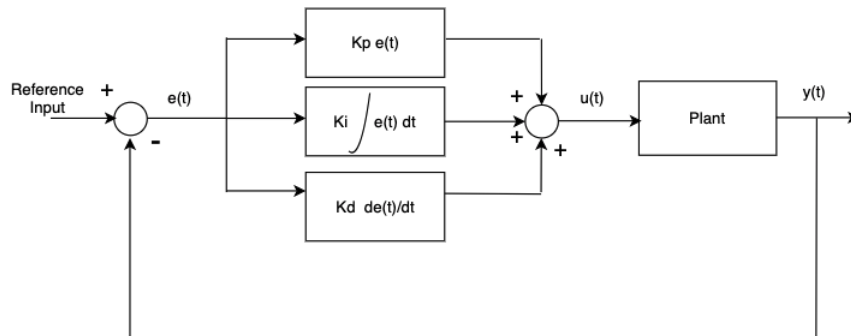 Kp e(t)
Reference
Input
+
e(t)
-
Ki ∫ e(t) dt
Kd de(t)/dt
+
+
+
u(t)
Plant
y(t)